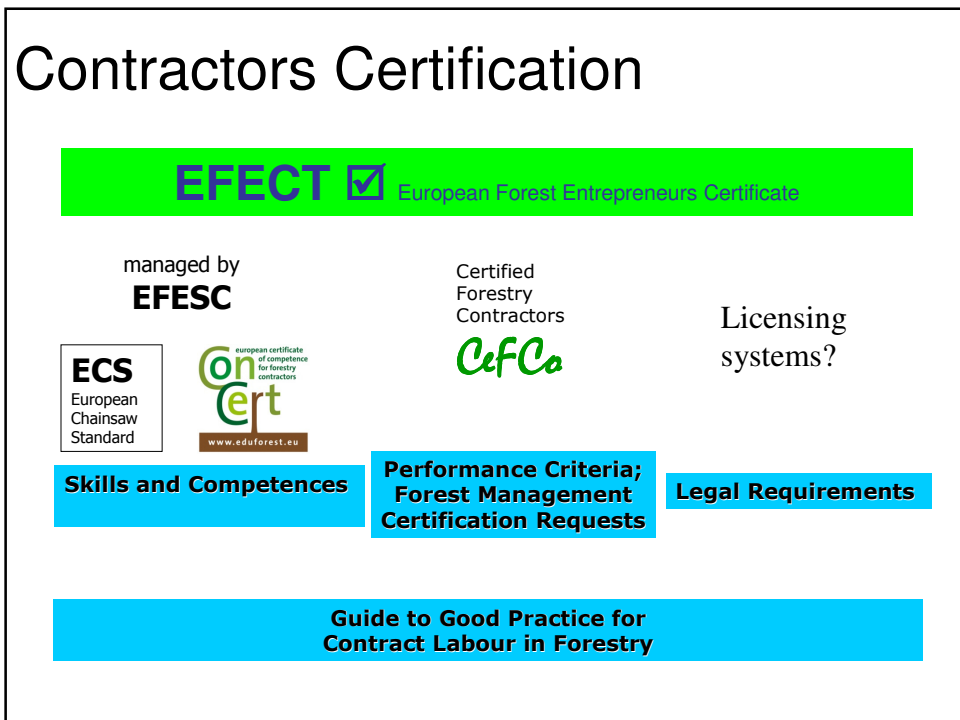 Contractors Certification
EFECT ☑ European Forest Entrepreneurs Certificate
managed by
EFESC
ECS
European
Chainsaw
Standard
european certificate
of competence
for forestry
contractors
ConCert
www.eduforest.eu
Skills and Competences
Certified
Forestry
Contractors
CeFCo
Performance Criteria;
Forest Management
Certification Requests
Licensing
systems?
Legal Requirements
Guide to Good Practice for
Contract Labour in Forestry